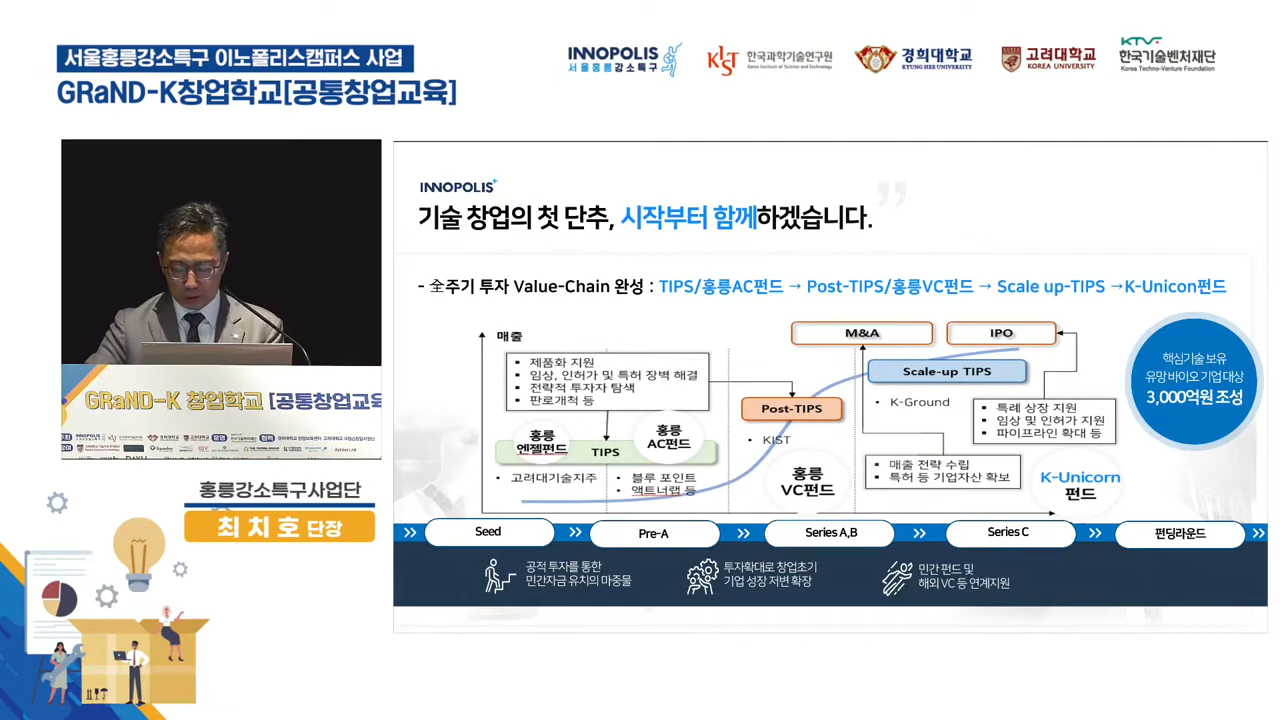 서울홍릉강소특구 이노폴리스캠퍼스 사업
GRaND-K창업학교[공통창업교육]
INNOPOLIS
서울홍릉강소특구
KIST 한국과학기술연구원
Korea Institute of Science and Technology
경희대학교
KYUNG HEE UNIVERSITY
고려대학교
KOREA UNIVERSITY
KTVF
한국기술벤처재단
Korea Techno-Venture Foundation
GRaND-K 창업학교 [공통창업교육
홍릉강소특구사업단
최치호 단장
INNOPOLIS+
기술 창업의 첫 단추, 시작부터 함께하겠습니다.
- 全주기 투자 Value-Chain 완성 : TIPS/홍릉AC펀드 → Post-TIPS/홍릉VC펀드 → Scale up-TIPS →K-Unicon펀드
매출
▪ 제품화 지원
▪ 임상, 인허가 및 특허 장벽 해결
▪ 전략적 투자자 탐색
▪ 판로개척 등
홍릉
엔젤펀드
TIPS
홍릉
AC펀드
• 고려대기술지주
• 블루 포인트
• 액트너랩 등
Post-TIPS
• KIST
홍릉
VC펀드
M&A
IPO
Scale-up TIPS
• K-Ground
▪ 특례 상장 지원
▪ 임상 및 인허가 지원
▪ 파이프라인 확대 등
▪ 매출 전략 수립
▪ 특허 등 기업자산 확보
K-Unicorn
펀드
핵심기술 보유
유망 바이오 기업 대상
3,000억원 조성
Seed
Pre-A
Series A,B
Series C
펀딩라운드
공적 투자를 통한
민간자금 유치의 마중물
투자확대로 창업초기
기업 성장 저변 확장
민간 펀드 및
해외 VC 등 연계지원